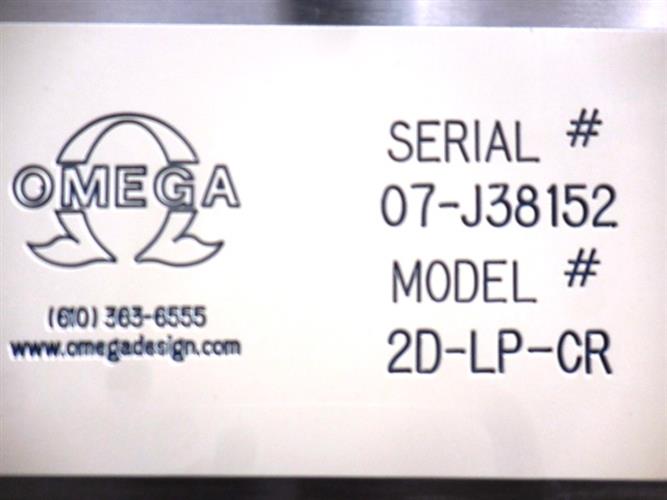 OMEGA
(610) 363-6555
www.omegadesign.com
SERIAL #
07-J38152
MODEL #
2D-LP-CR